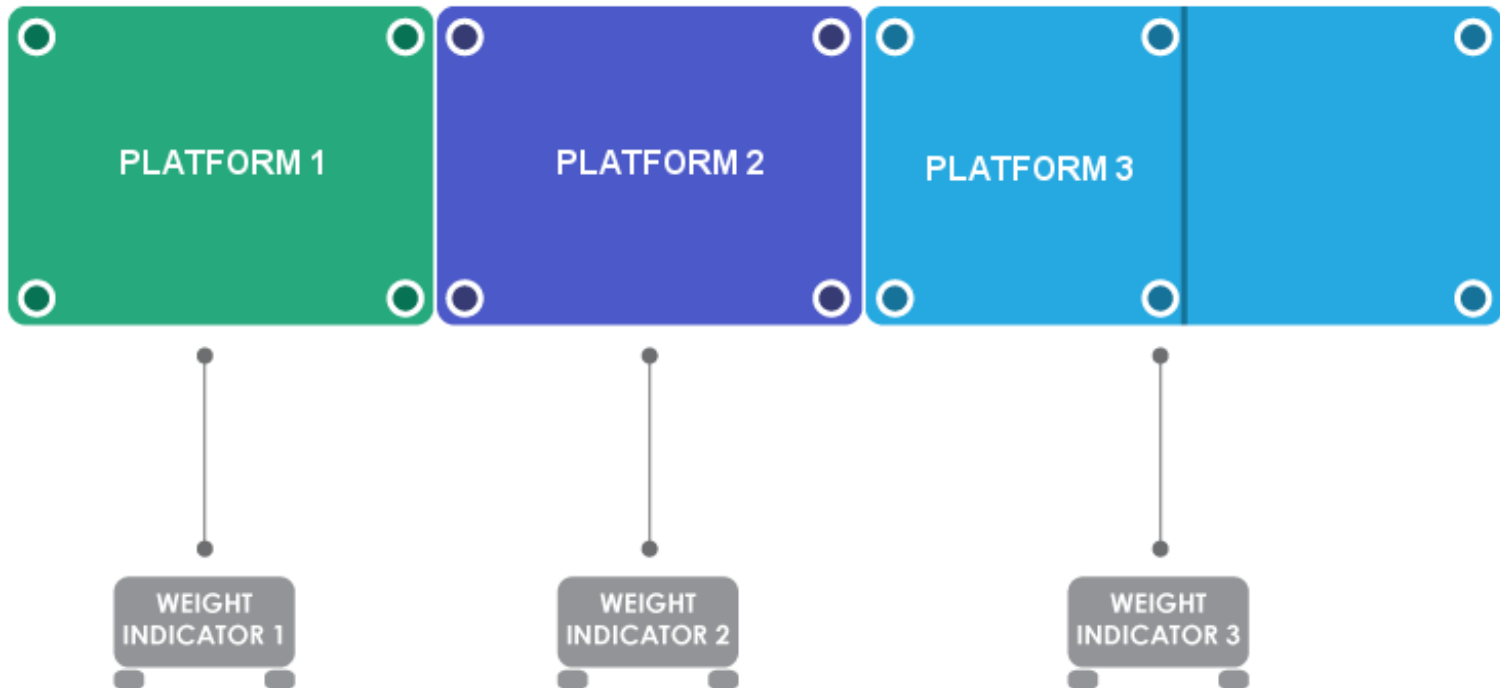 PLATFORM 1
PLATFORM 2
PLATFORM 3
WEIGHT
INDICATOR 1
WEIGHT
INDICATOR 2
WEIGHT
INDICATOR 3